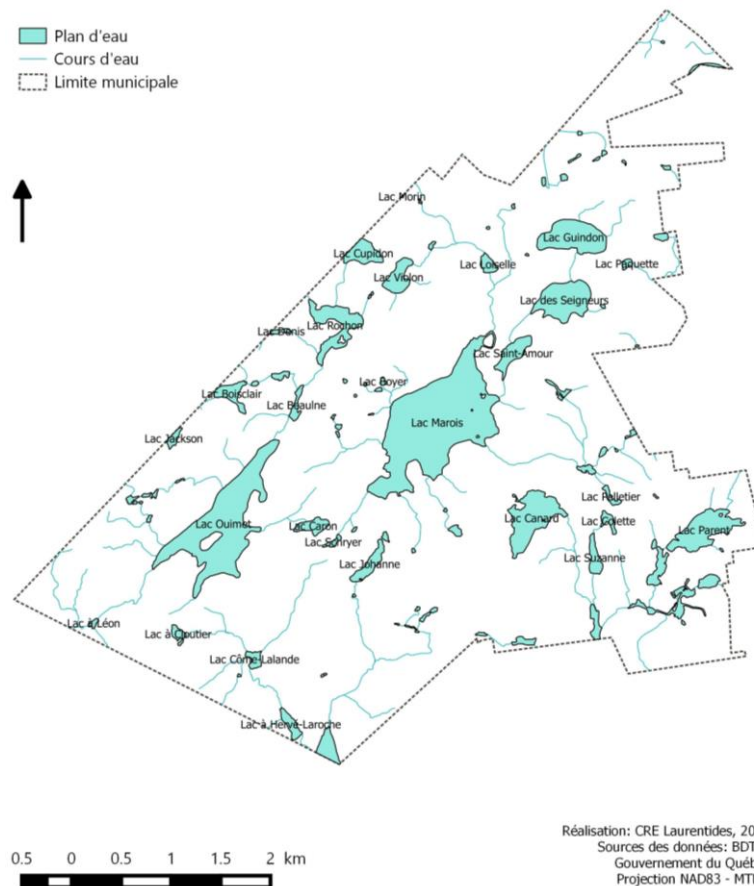 Plan d'eau
Cours d'eau
Limite municipale
Lac Morin
Lac Guindon
Lac Cupidon
Lac Violon
Lac Loiselle
Lac Paquette
Lac des Seigneurs
Lac Rochon
Lac Denis
Lac Saint-Amour
Lac Boyer
Lac Boisclair
Lac Beaulne
Lac Marois
Lac Jackson
Lac Pelletier
Lac Canard
Lac Colette
Lac Ouimet
Lac Caron
Lac Parent
Lac Schryer
Lac Suzanne
Lac Johanne
Lac à Léon
Lac à Cloutier
Lac Côme-Lalande
Lac à Hervé-Laroche
Réalisation: CRE Laurentides, 20
Sources des données: BDT
Gouvernement du Québ
Projection NAD83 - MT
0.5 0 0.5 1 1.5 2 km